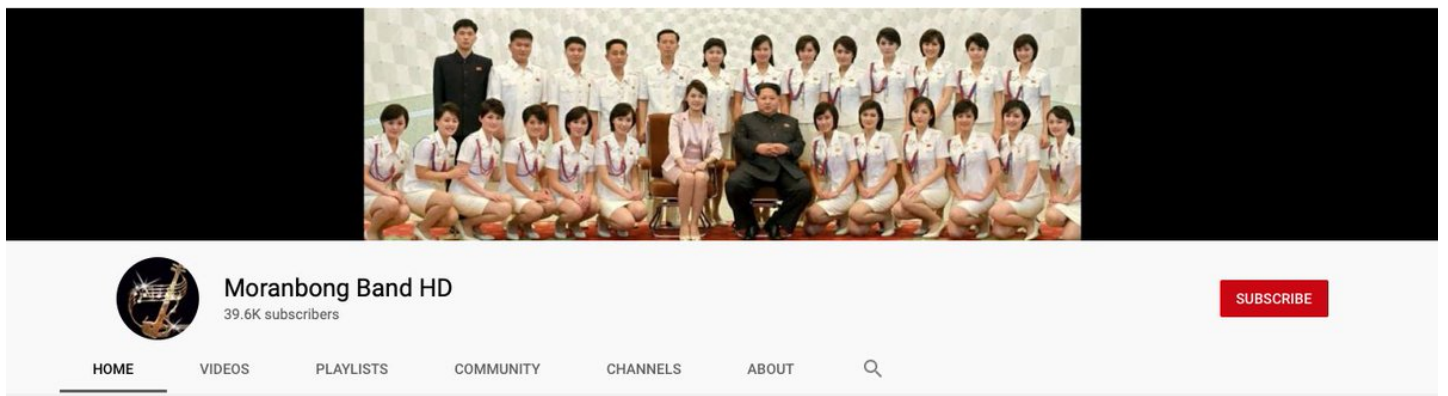 Moranbong Band HD
39.6K subscribers
SUBSCRIBE
HOME VIDEOS PLAYLISTS COMMUNITY CHANNELS ABOUT